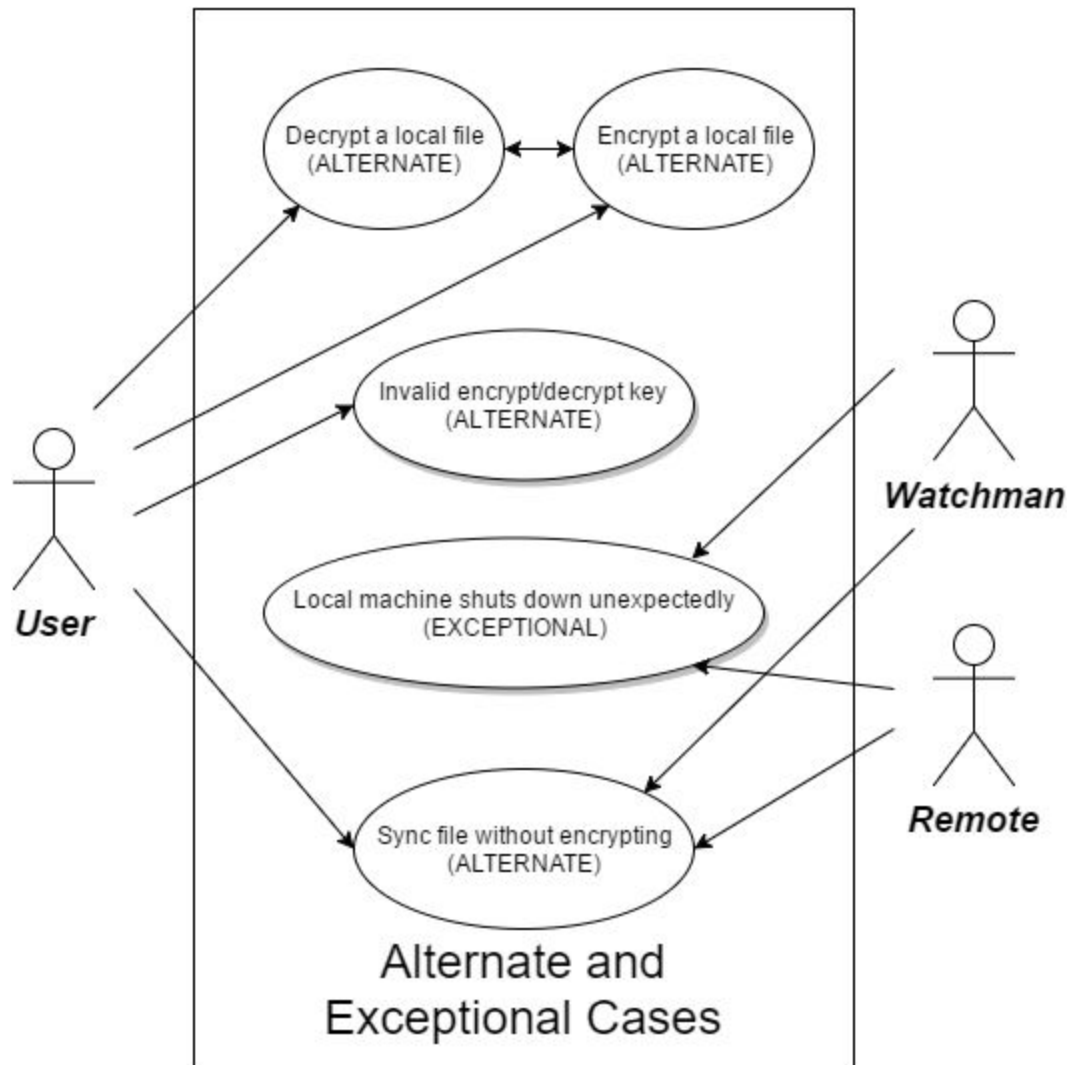 Decrypt a local file
(ALTERNATE)
Encrypt a local file
(ALTERNATE)
Invalid encrypt/decrypt key
(ALTERNATE)
Watchman
Local machine shuts down unexpectedly
(EXCEPTIONAL)
User
Remote
Sync file without encrypting
(ALTERNATE)
Alternate and
Exceptional Cases